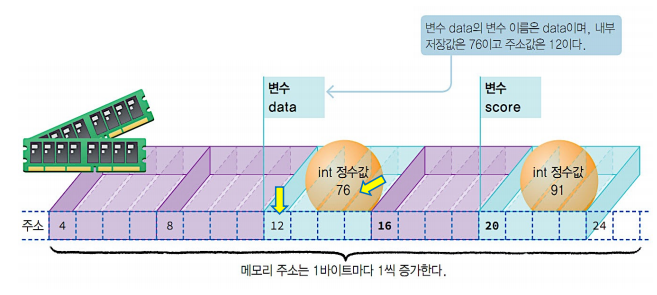 변수 data의 변수 이름은 data이며, 내부
저장값은 76이고 주소값은 12이다.
변수
data
변수
score
int 정수값
76
int 정수값
91
주소 4 8 12 16 20 24
메모리 주소는 1바이트마다 1씩 증가한다.